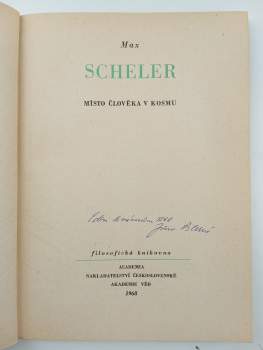 Max
SCHELER
MÍSTO ČLOVĚKA V KOSMU
filosofická knihovna
ACADEMIA
NAKLADATELSTVÍ ČESKOSLOVENSKÉ
AKADEMIE VĚD
1968